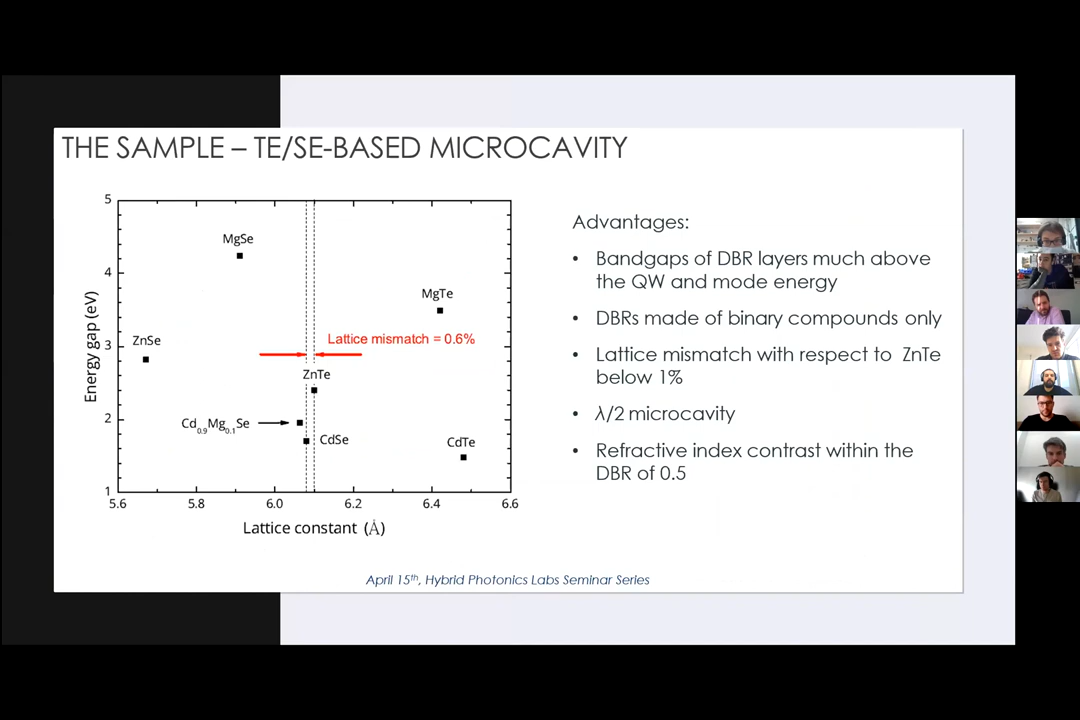 THE SAMPLE – TE/SE-BASED MICROCAVITY
5
4
3
2
1
Energy gap (eV)
MgSe
MgTe
ZnSe
Lattice mismatch = 0.6%
ZnTe
Cd0.9Mg0.1Se
CdSe
CdTe
5.6 5.8 6.0 6.2 6.4 6.6
Lattice constant (Å)
Advantages:
• Bandgaps of DBR layers much above
the QW and mode energy
• DBRs made of binary compounds only
• Lattice mismatch with respect to ZnTe
below 1%
• λ/2 microcavity
• Refractive index contrast within the
DBR of 0.5
April 15th, Hybrid Photonics Labs Seminar Series